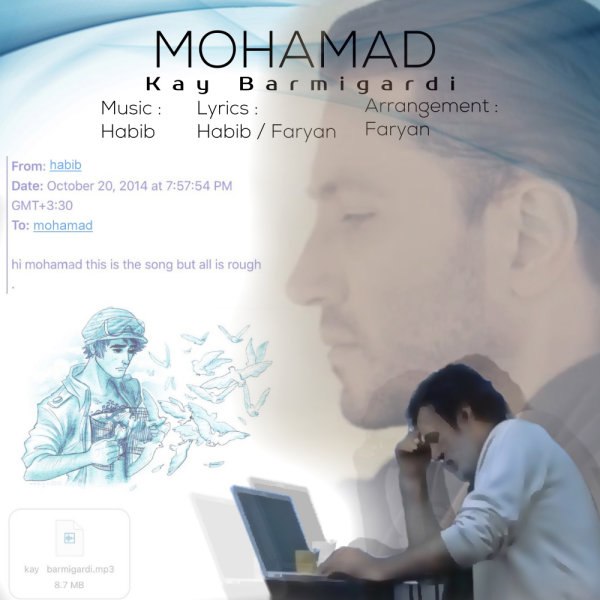 MOHAMAD
Kay Barmigardi
Music : Lyrics : Arrangement :
Habib Habib / Faryan Faryan
From: habib
Date: October 20, 2014 at 7:57:54 PM
GMT+3:30
To: mohamad
hi mohamad this is the song but all is rough
.
kay barmigardi.mp3
8.7 MB